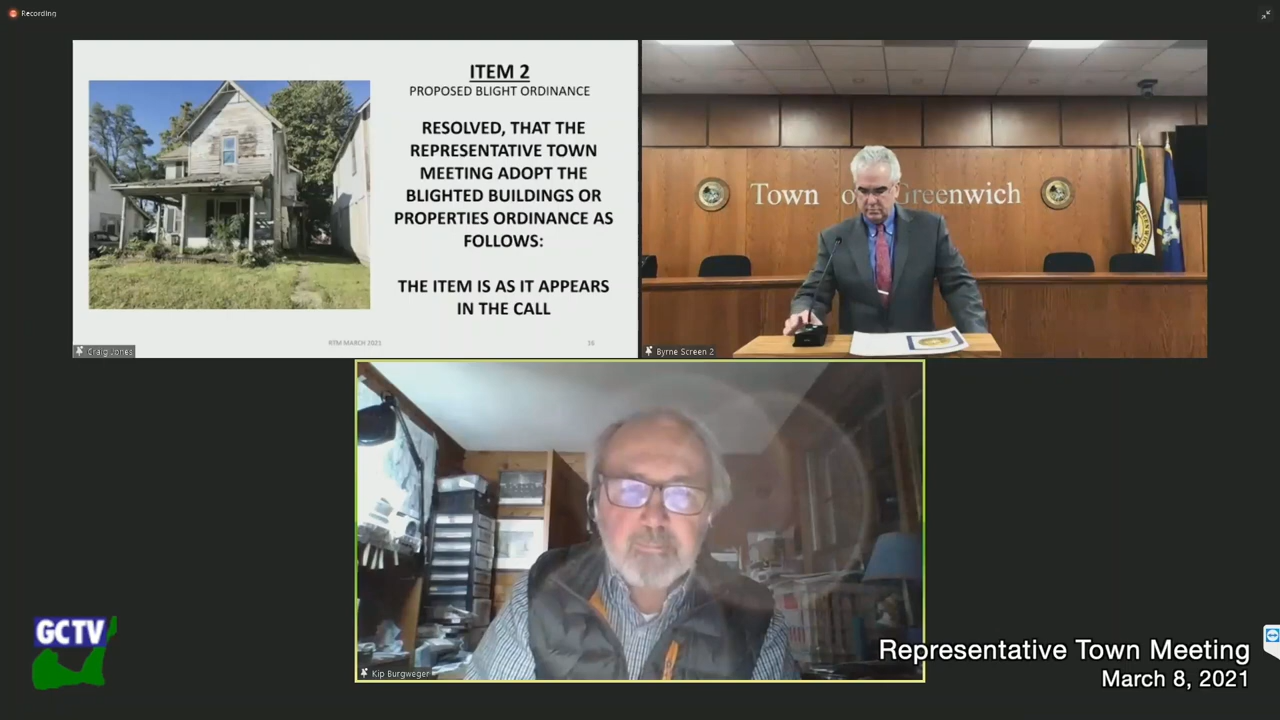 Recording
ITEM 2
PROPOSED BLIGHT ORDINANCE
RESOLVED, THAT THE
REPRESENTATIVE TOWN
MEETING ADOPT THE
BLIGHTED BUILDINGS OR
PROPERTIES ORDINANCE AS
FOLLOWS:
THE ITEM IS AS IT APPEARS
IN THE CALL
RTM MARCH 2021
16
Craig Jones
Town of Greenwich
Byrne Screen 2
Kip Burgweger
GCTV
Representative Town Meeting
March 8, 2021